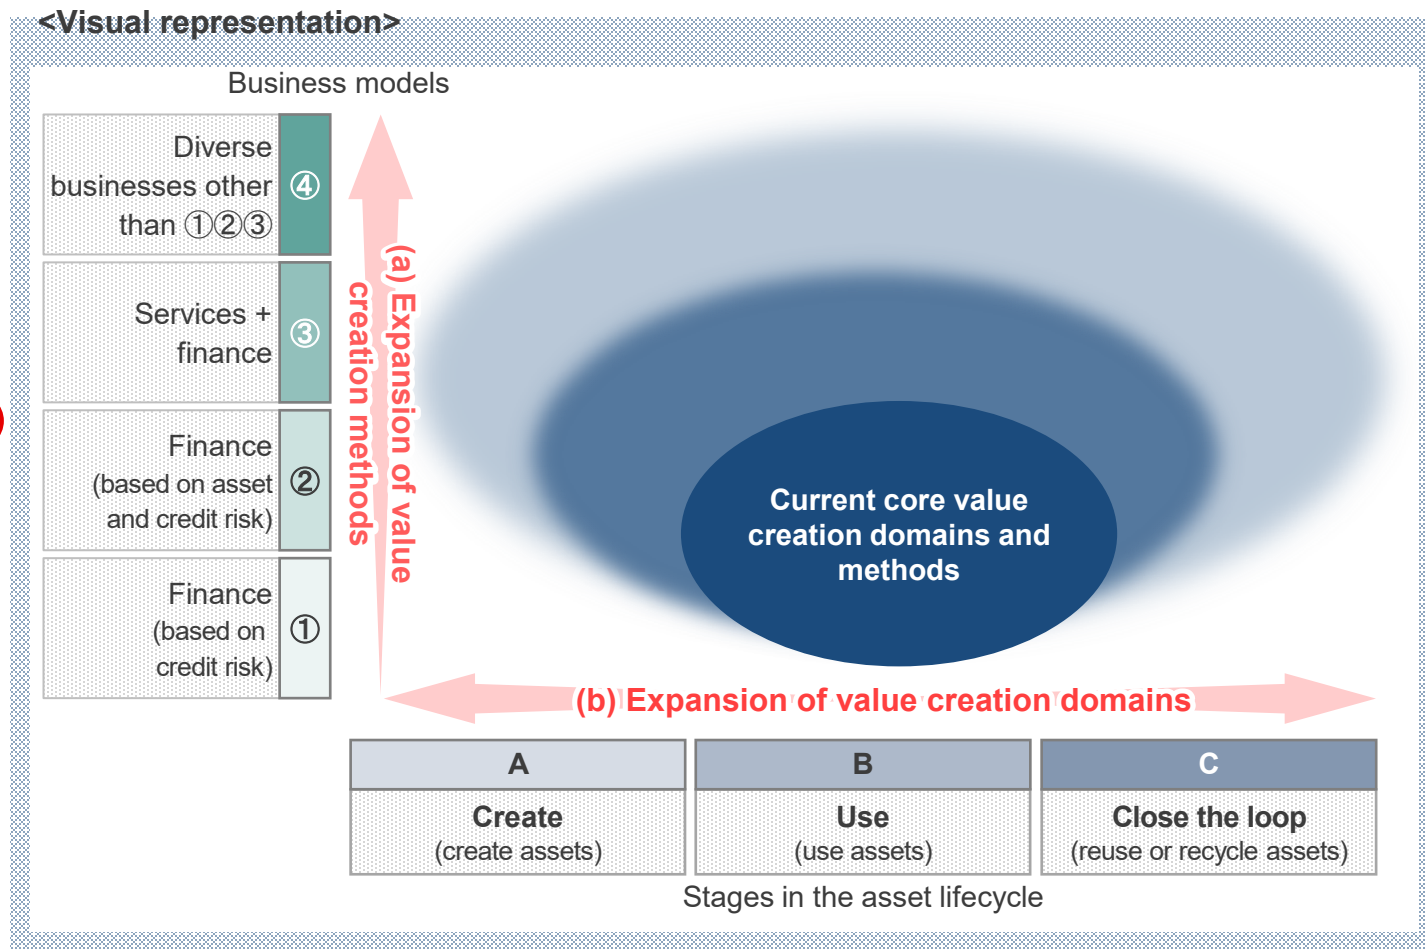 <Visual representation>
Business models
Diverse
businesses other
than ①②③
④
Services +
finance
③
Finance
(based on asset
and credit risk)
②
Finance
(based on
credit risk)
①
(a) Expansion of value
creation methods
Current core value
creation domains and
methods
(b) Expansion of value creation domains
A
B
C
Create
(create assets)
Use
(use assets)
Close the loop
(reuse or recycle assets)
Stages in the asset lifecycle